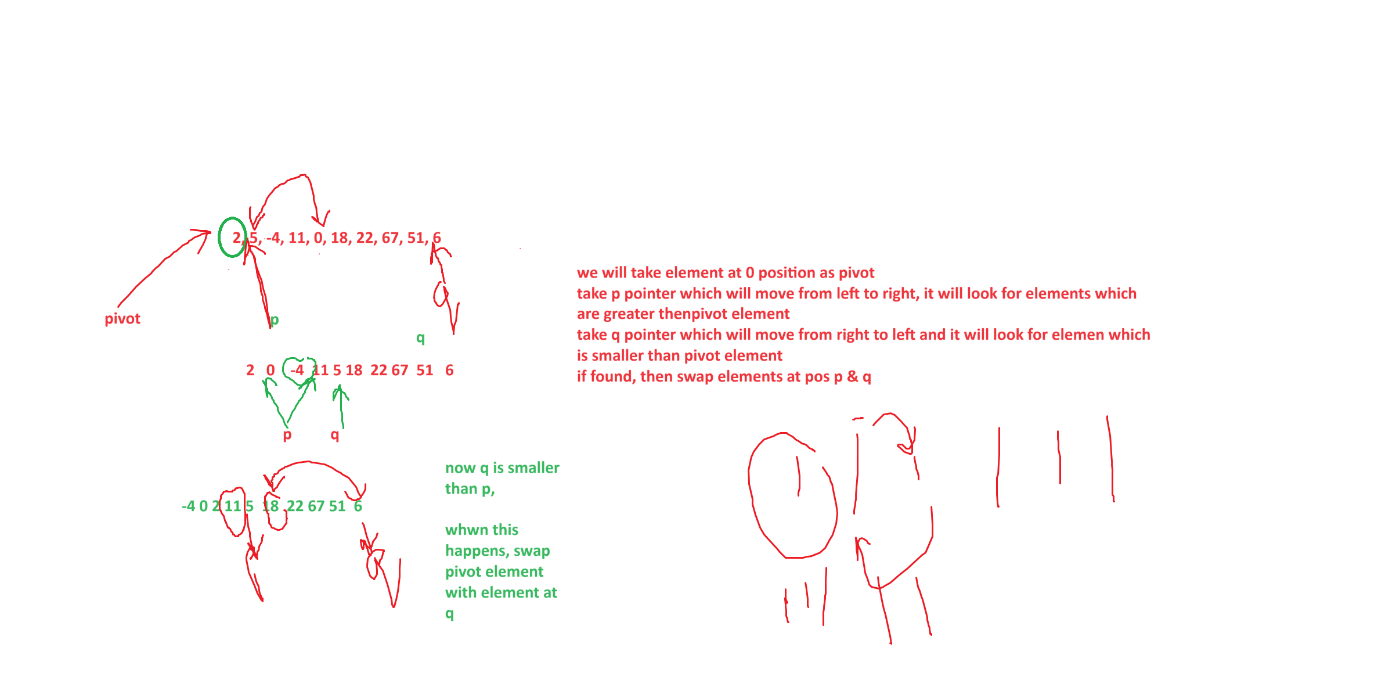 2, 5, -4, 11, 0, 18, 22, 67, 51, 6
pivot
p
q
q
2 0 -4 11 5 18 22 67 51 6
p q
-4 0 2 11 5 18 22 67 51 6
now q is smaller
than p,
whwn this
happens, swap
pivot element
with element at
q
we will take element at 0 position as pivot
take p pointer which will move from left to right, it will look for elements which
are greater thenpivot element
take q pointer which will move from right to left and it will look for elemen which
is smaller than pivot element
if found, then swap elements at pos p & q